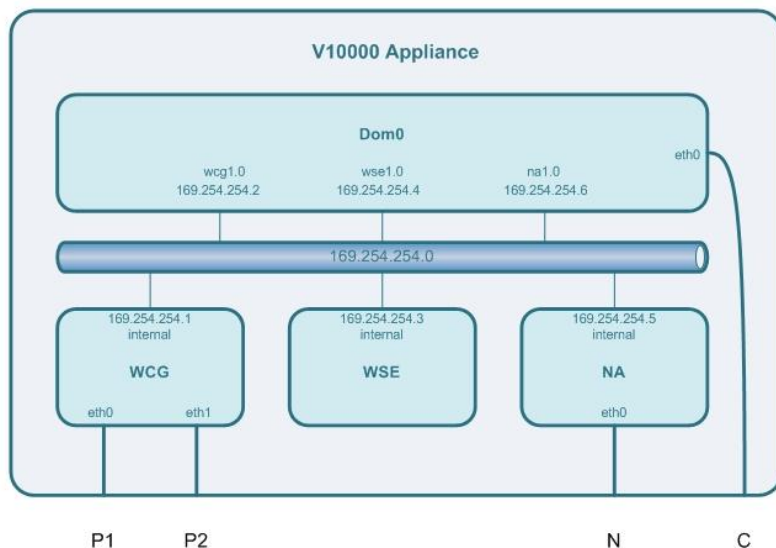 V10000 Appliance
Dom0
eth0
wcg1.0
169.254.254.2
wse1.0
169.254.254.4
na1.0
169.254.254.6
169.254.254.0
169.254.254.1
internal
WCG
eth0
eth1
169.254.254.3
internal
WSE
169.254.254.5
internal
NA
eth0
P1
P2
N
C